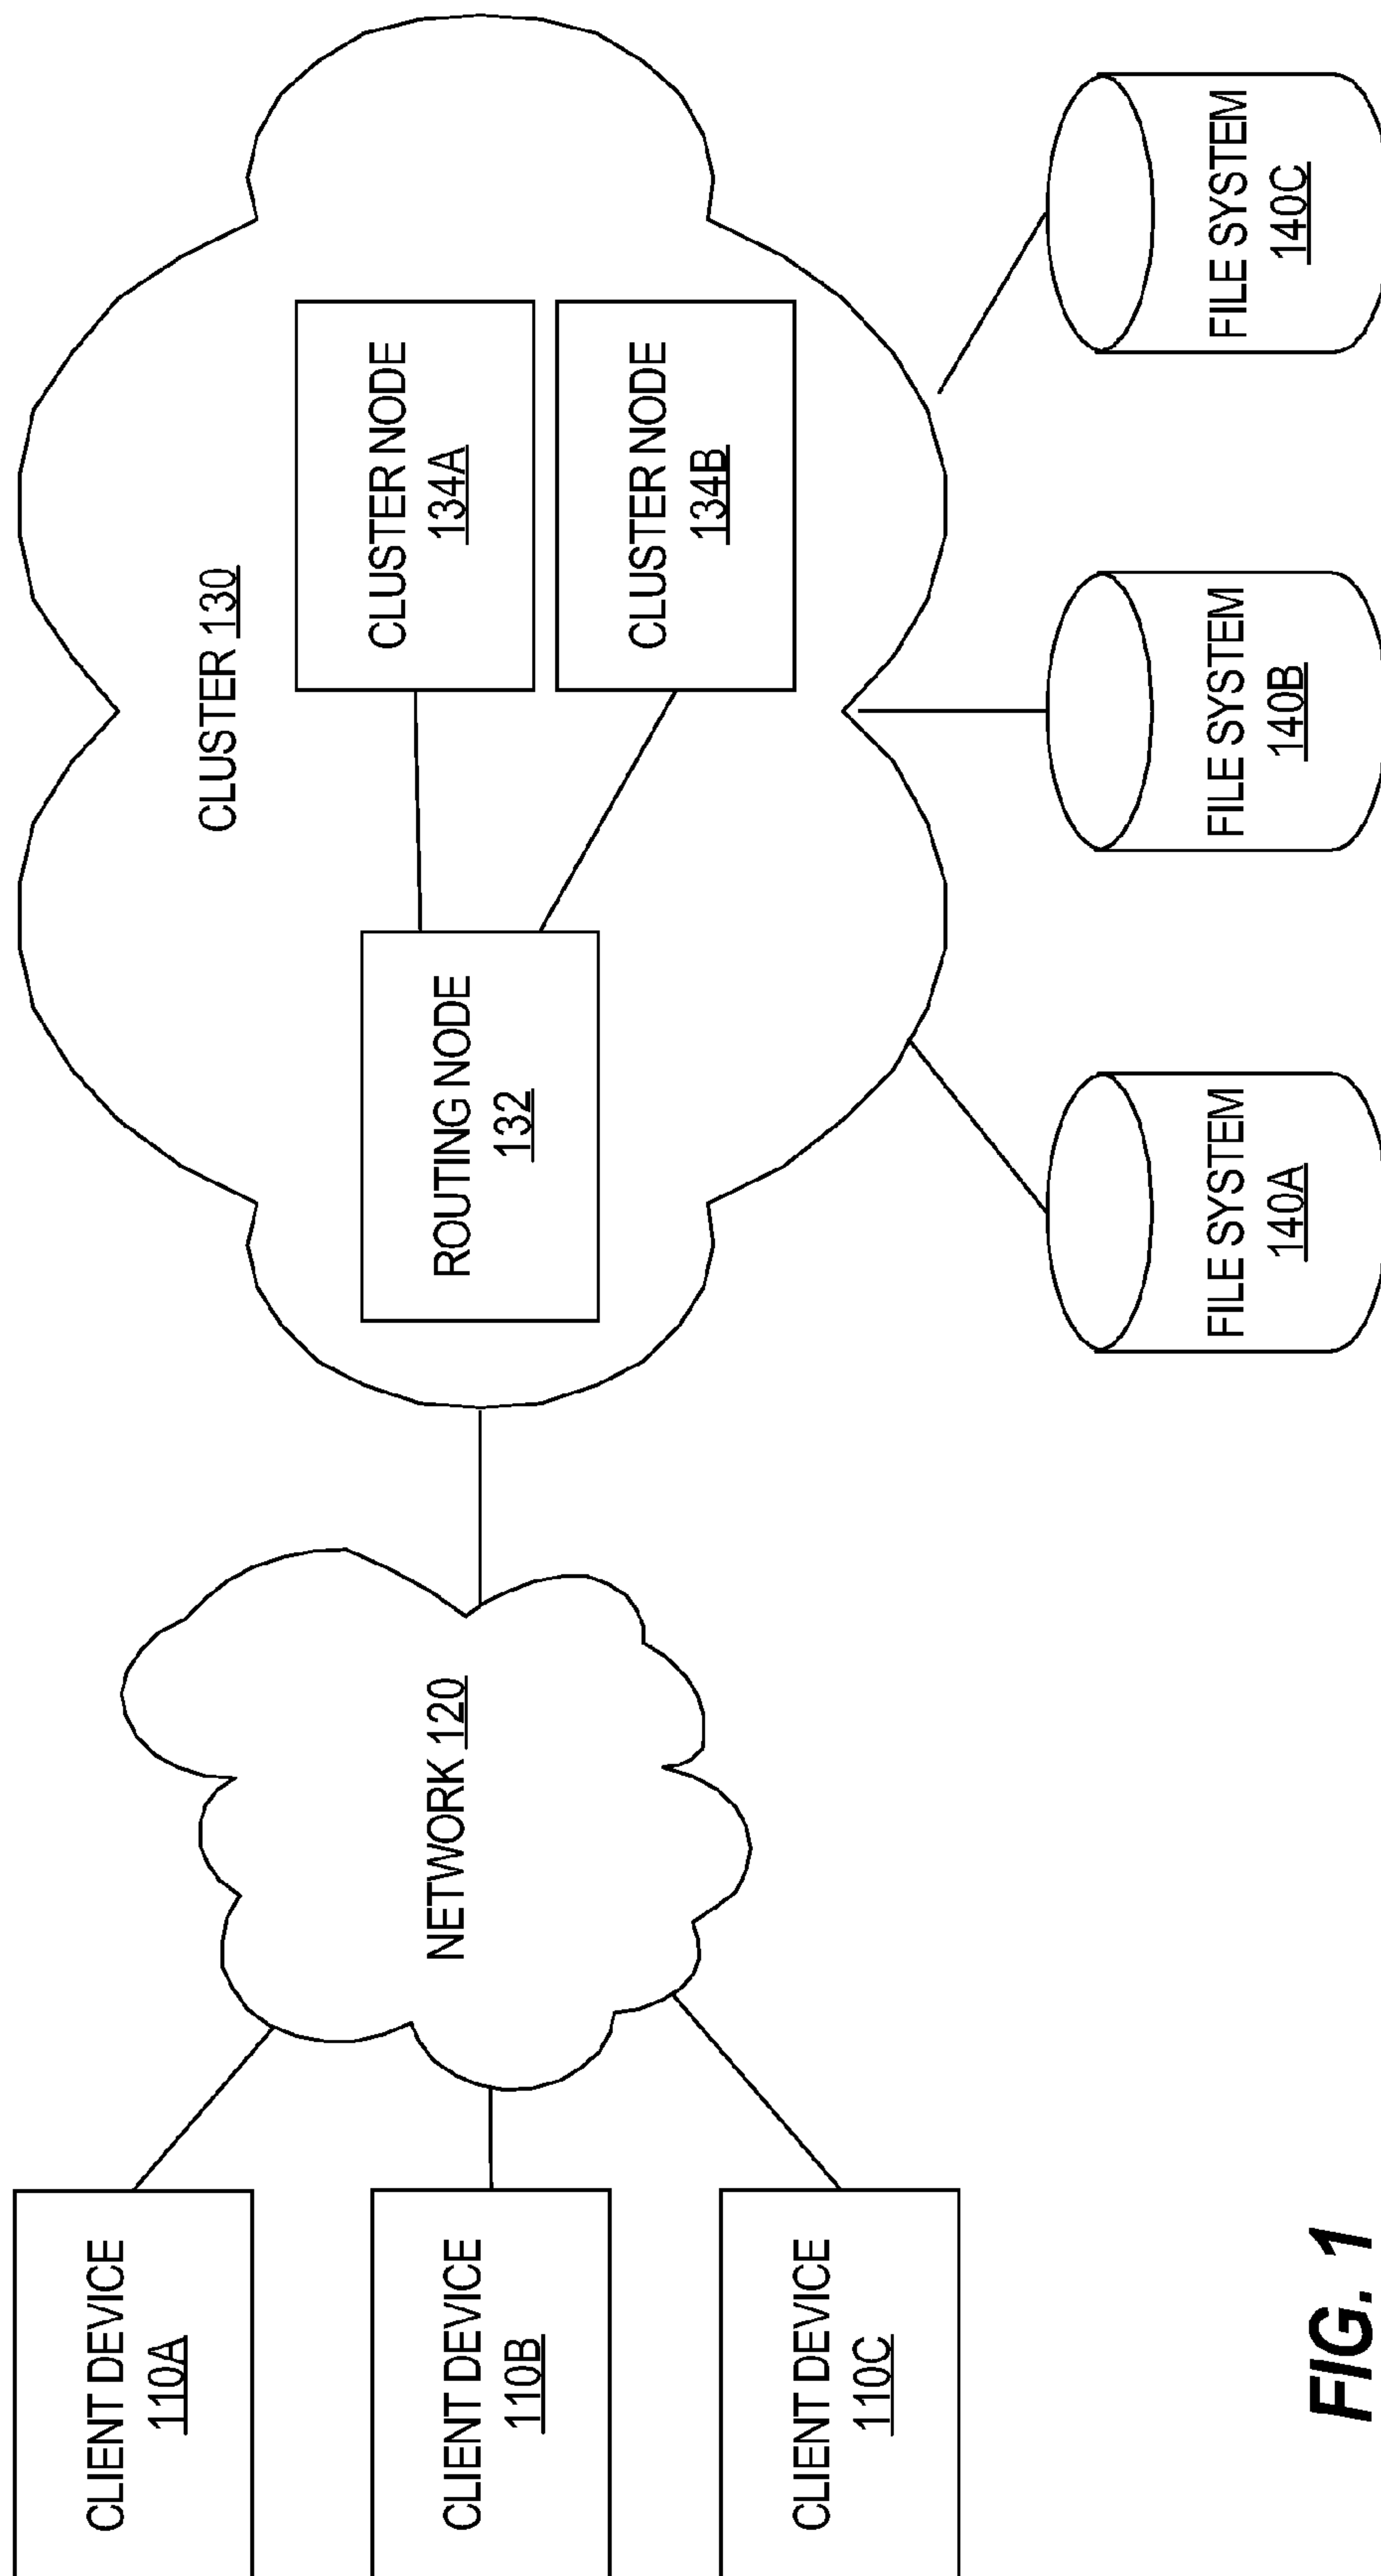 CLIENT DEVICE
110A
CLIENT DEVICE
110B
CLIENT DEVICE
110C
NETWORK 120
CLUSTER 130
ROUTING NODE
132
CLUSTER NODE
134A
CLUSTER NODE
134B
FILE SYSTEM
140A
FILE SYSTEM
140B
FILE SYSTEM
140C
FIG. 1